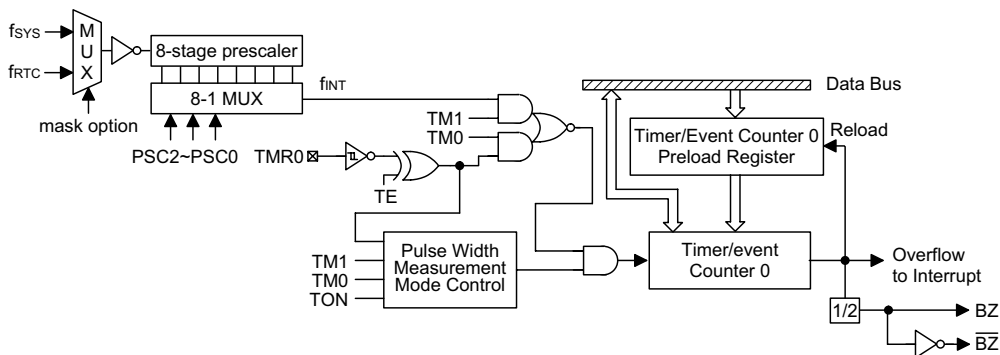 fSYS
fRTC
M
U
X
mask option
8-stage prescaler
8-1 MUX
PSC2~PSC0
fINT
TM1
TM0
TMR0
TE
TM1
TM0
TON
Pulse Width
Measurement
Mode Control
Data Bus
Timer/Event Counter 0
Preload Register
Reload
Timer/event
Counter 0
Overflow
to Interrupt
1/2
BZ
B̅Z̅